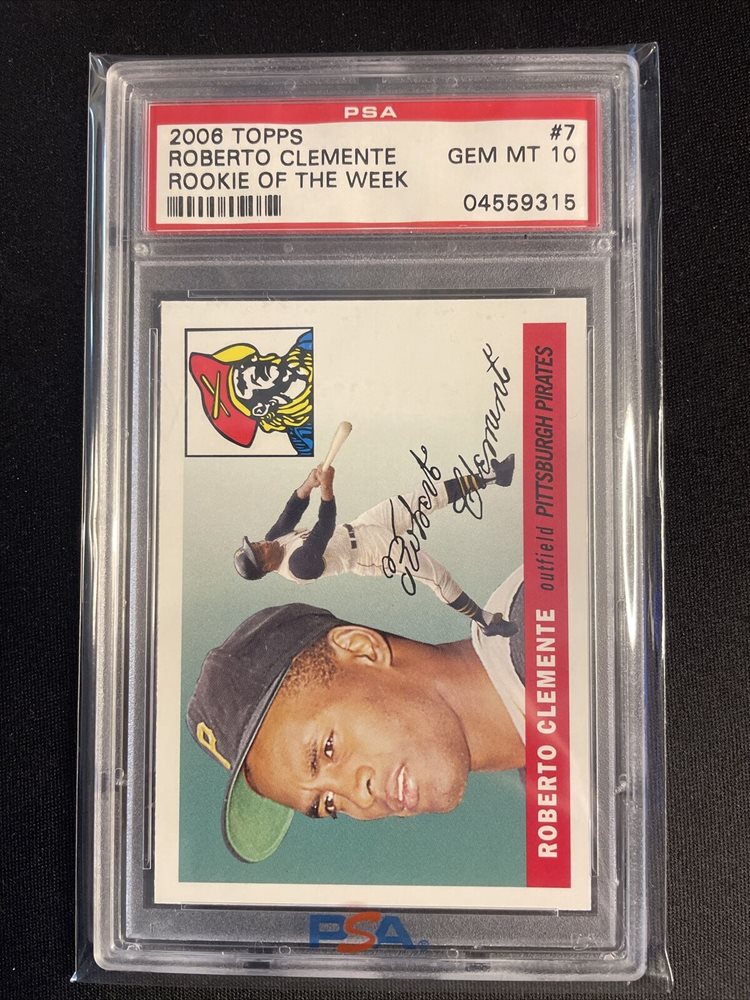 PSA
2006 TOPPS #7
ROBERTO CLEMENTE GEM MT 10
ROOKIE OF THE WEEK
04559315
P
Roberto Clemente
ROBERTO CLEMENTE outfield PITTSBURGH PIRATES
PSA